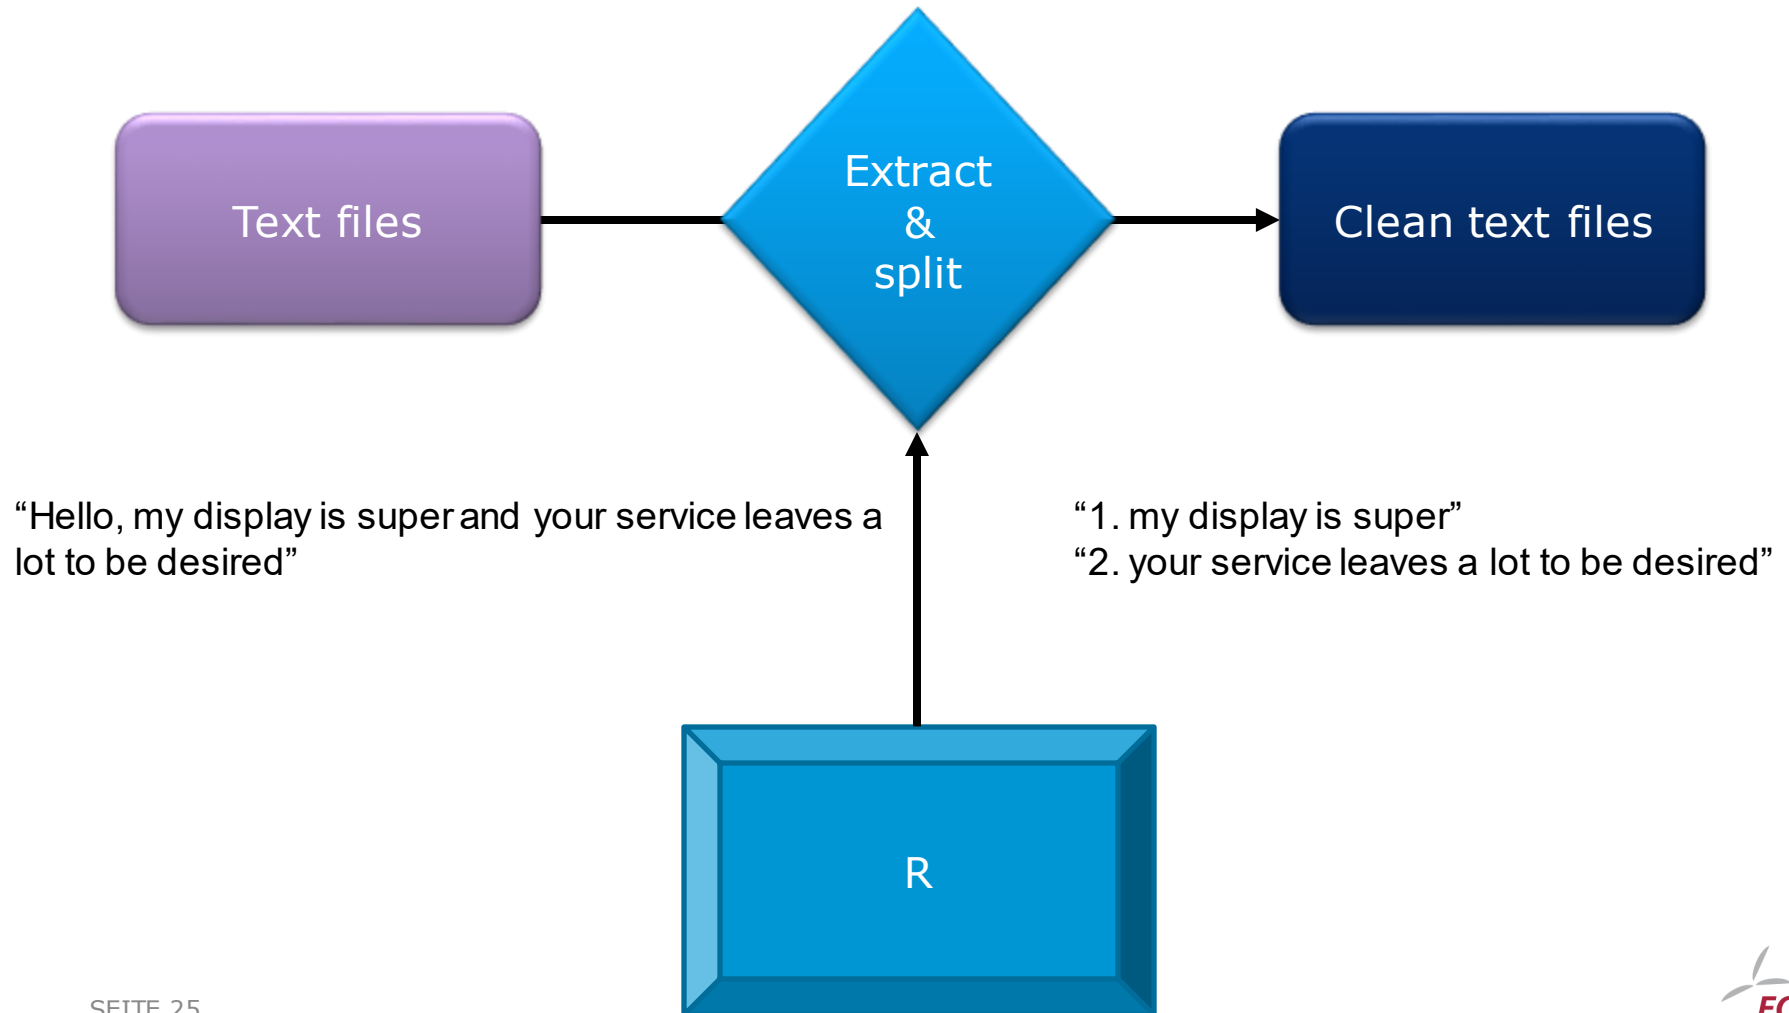 Text files
Extract
&
split
Clean text files
“Hello, my display is super and your service leaves a
lot to be desired”
“1. my display is super”
“2. your service leaves a lot to be desired”
R
SEITE 25